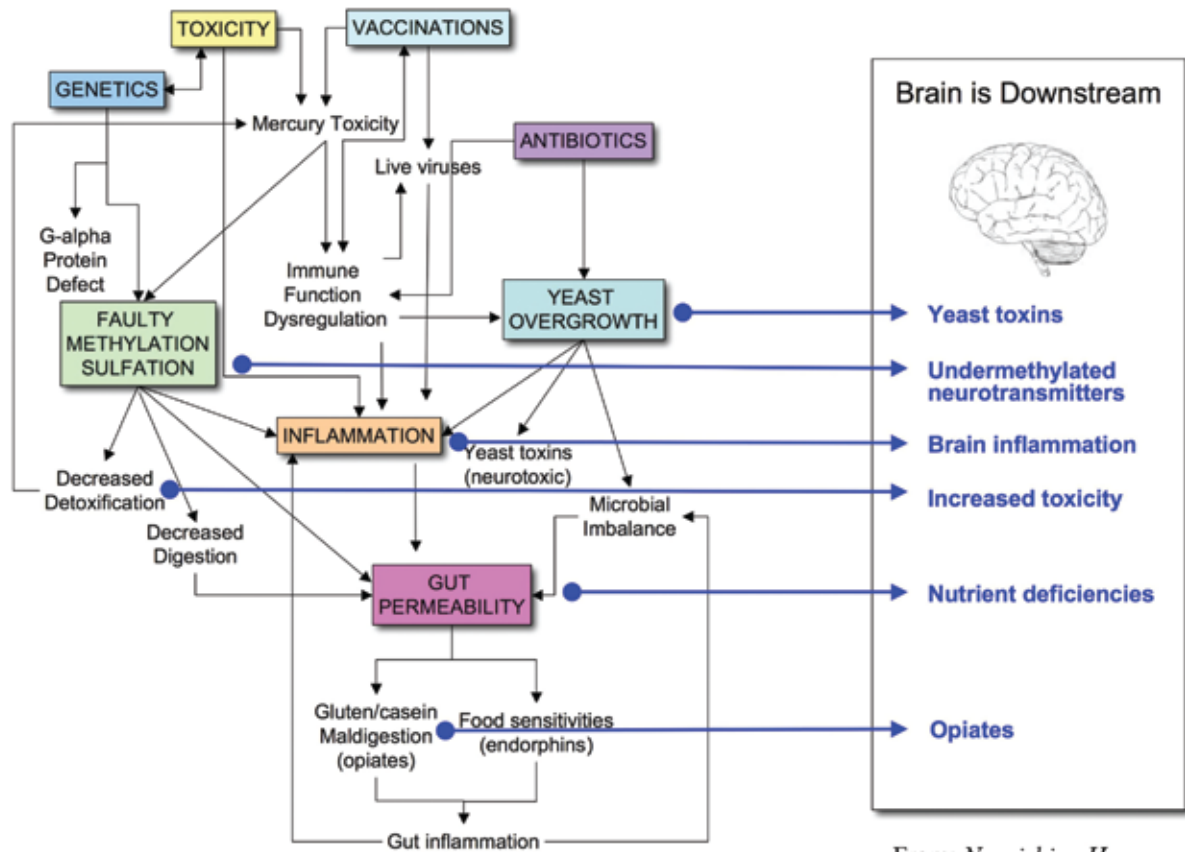 TOXICITY
VACCINATIONS
GENETICS
Mercury Toxicity
ANTIBIOTICS
Live viruses
G-alpha
Protein
Defect
Immune
Function
Dysregulation
FAULTY
METHYLATION
SULFATION
YEAST
OVERGROWTH
INFLAMMATION
Yeast toxins
(neurotoxic)
Decreased
Detoxification
Microbial
Imbalance
Decreased
Digestion
GUT
PERMEABILITY
Gluten/casein
Maldigestion
(opiates)
Food sensitivities
(endorphins)
Gut inflammation
Brain is Downstream
Yeast toxins
Undermethylated
neurotransmitters
Brain inflammation
Increased toxicity
Nutrient deficiencies
Opiates